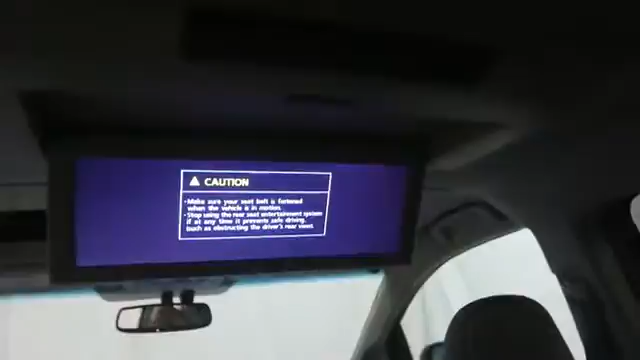 CAUTION
•Make sure your seat belt is fastened
when the vehicle is in motion.
•Stop using the rear seat entertainment system
if at any time it prevents safe driving,
(such as obstructing the driver's rear view).